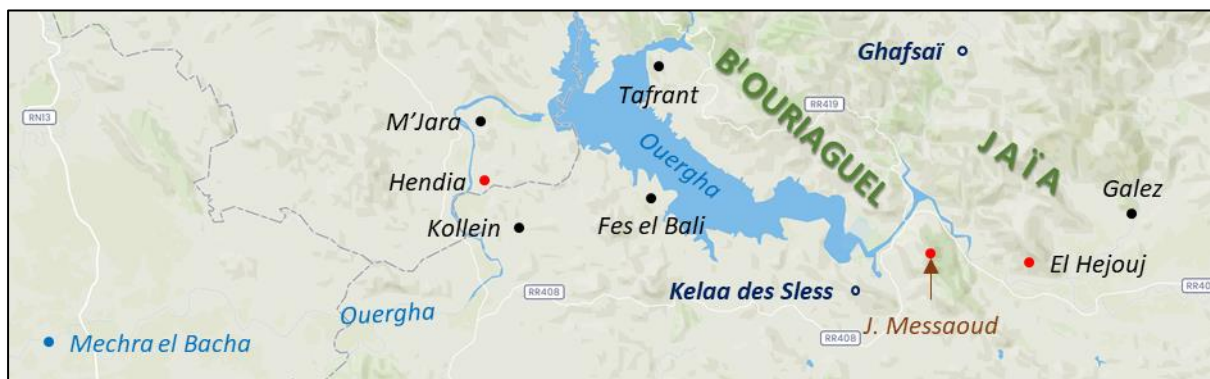 Ghafsaï
B'OURIAGUEL
Tafrant
RR419
RN13
M'Jara
JAÏA
Ouergha
Hendia
Galez
Fes el Bali
Kollein
El Hejouj
RR408
Kelaa des Sless
RR40
Ouergha
J. Messaoud
RR408
Mechra el Bacha